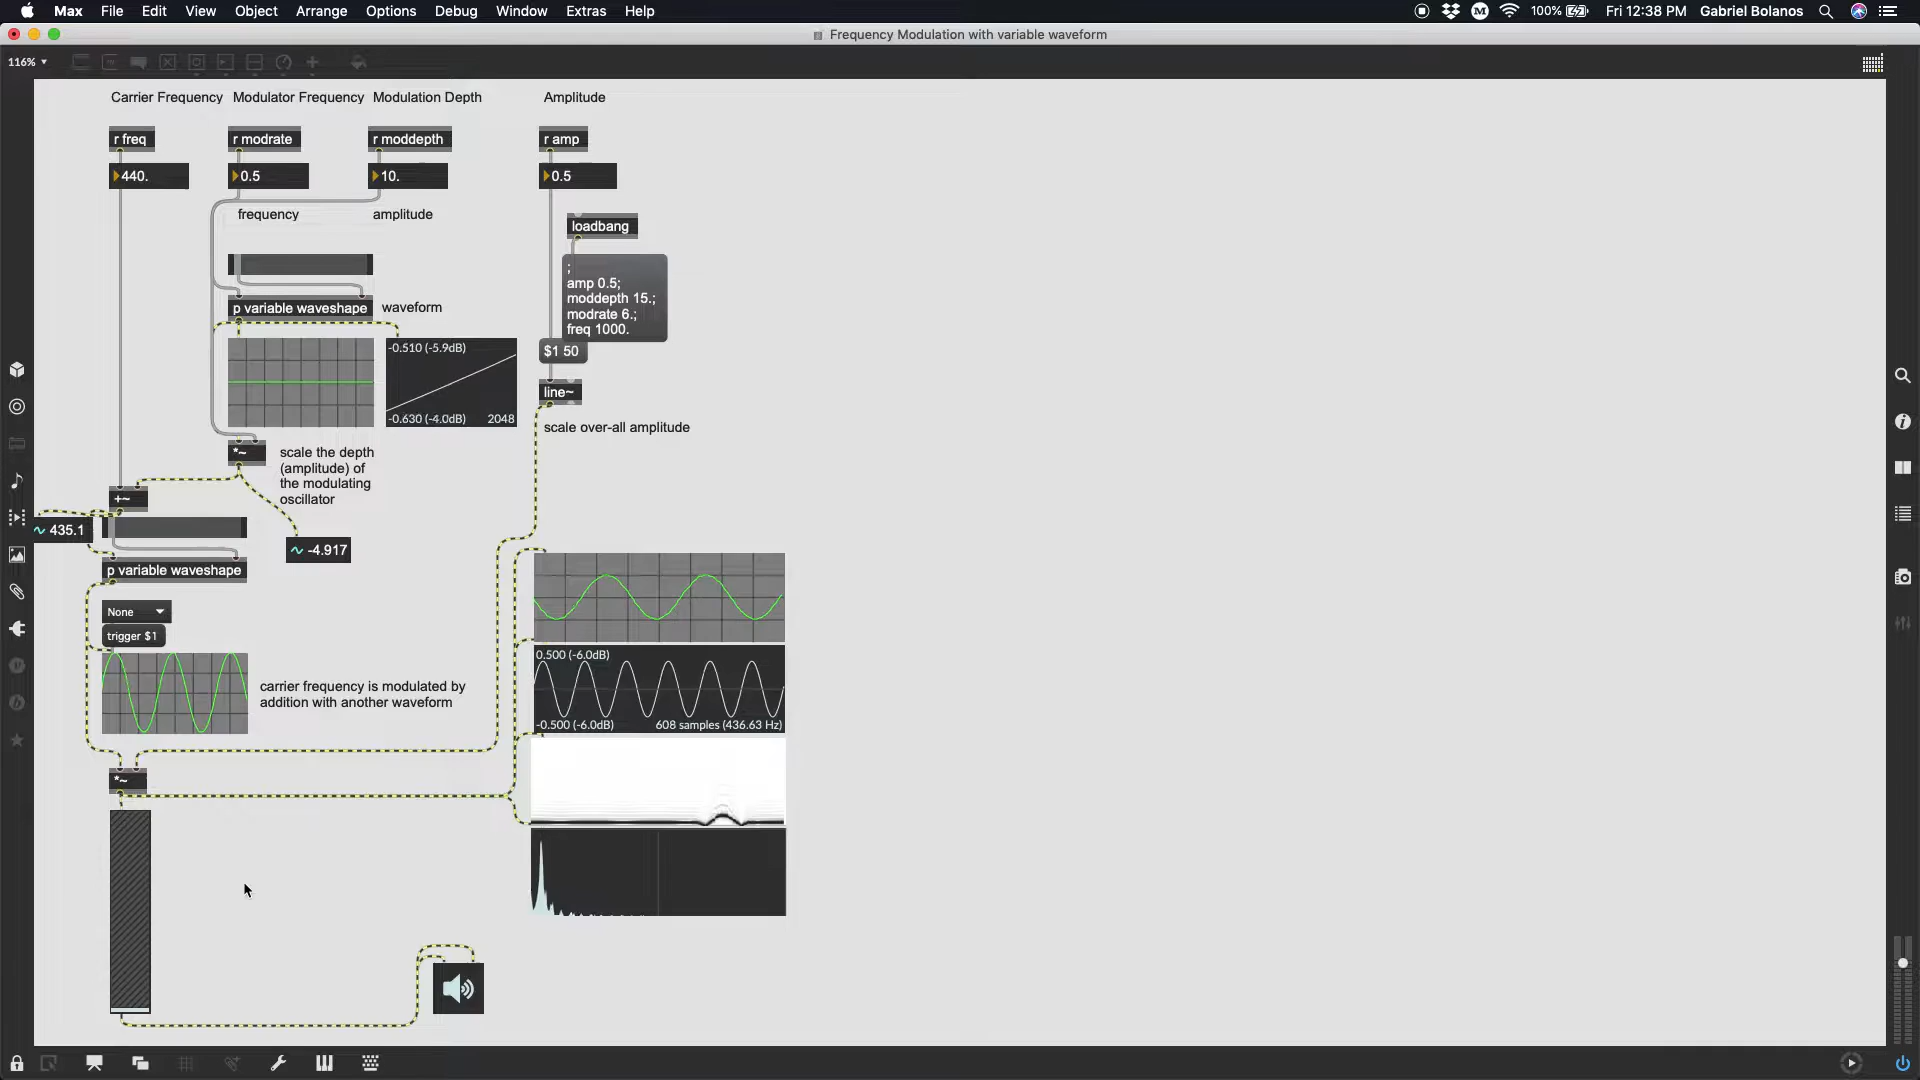 Max File Edit View Object Arrange Options Debug Window Extras Help
100% Fri 12:38 PM Gabriel Bolanos
Frequency Modulation with variable waveform
116%
Carrier Frequency Modulator Frequency Modulation Depth Amplitude
r freq r modrate r moddepth r amp
440. 0.5 10. 0.5
frequency amplitude
loadbang
;
amp 0.5;
moddepth 15.;
modrate 6.;
freq 1000.
p variable waveshape waveform
-0.510 (-5.9dB)
-0.630 (-4.0dB) 2048
$1 50
line~
scale over-all amplitude
*~
scale the depth
(amplitude) of
the modulating
oscillator
+~
~ 435.1
~ -4.917
p variable waveshape
None
trigger $1
carrier frequency is modulated by
addition with another waveform
0.500 (-6.0dB)
-0.500 (-6.0dB) 608 samples (436.63 Hz)
*~